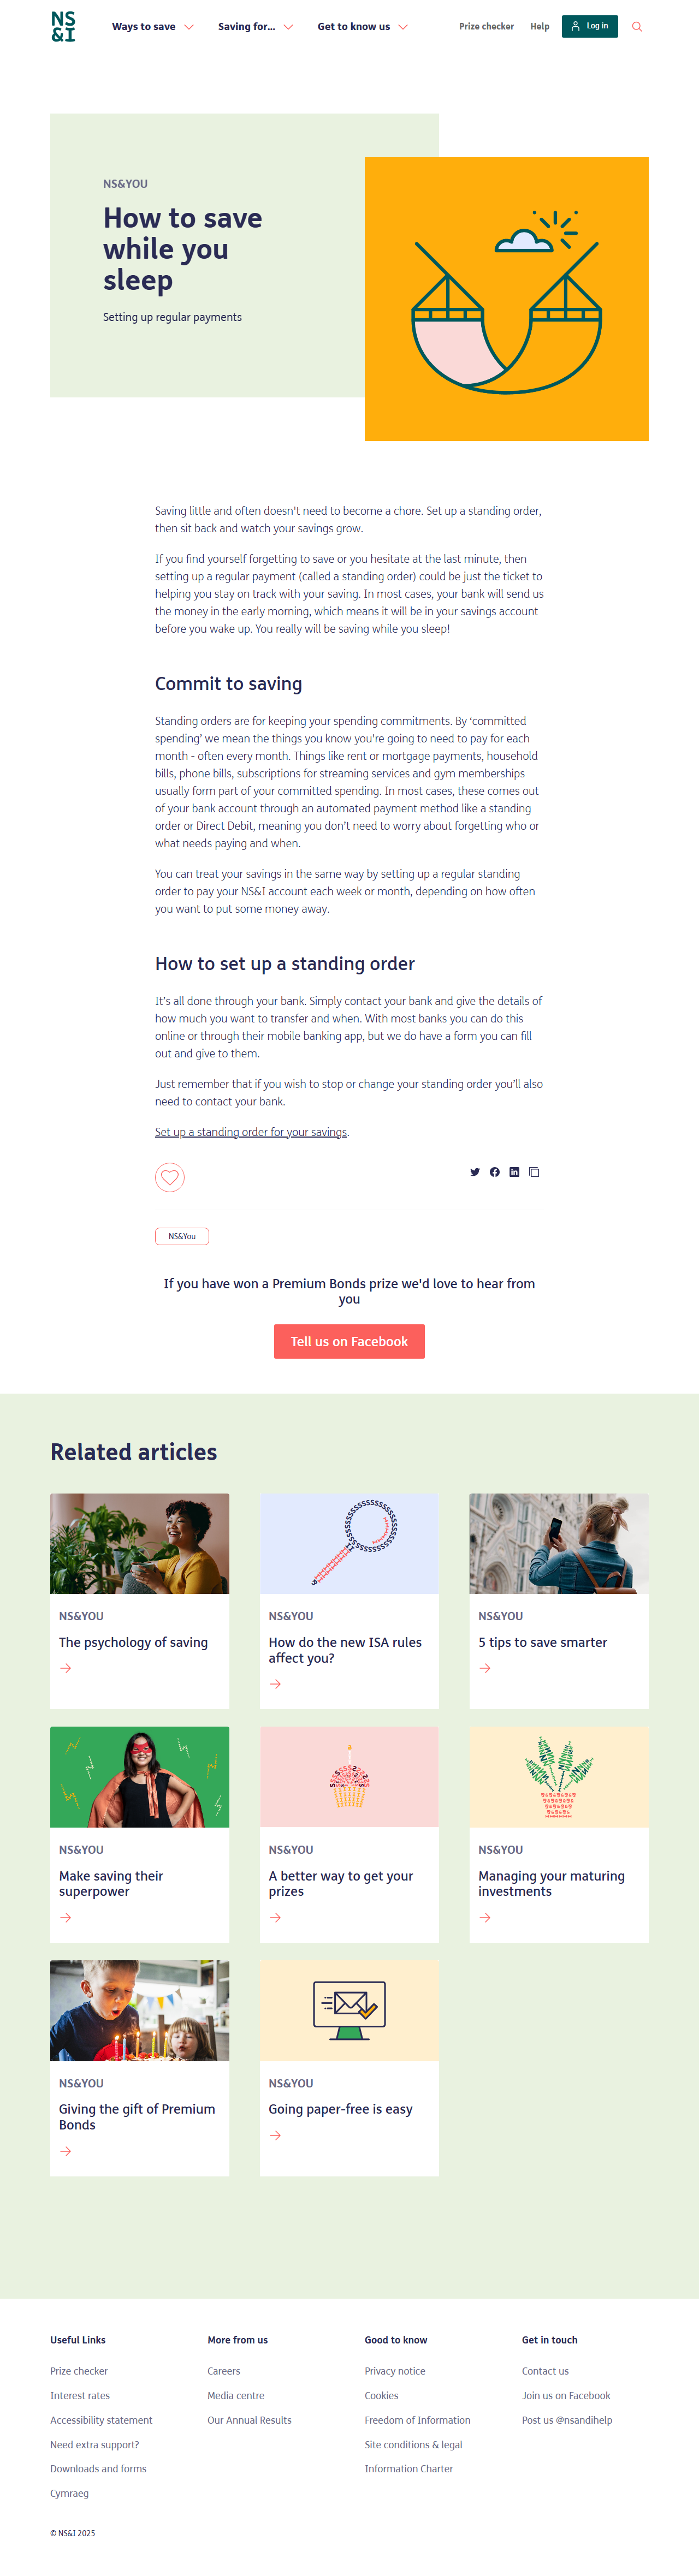 NS
&I
Ways to save
Saving for...
Get to know us
Prize checker
Help
Log in
NS&YOU
How to save
while you
sleep
Setting up regular payments
Saving little and often doesn't need to become a chore. Set up a standing order,
then sit back and watch your savings grow.
If you find yourself forgetting to save or you hesitate at the last minute, then
setting up a regular payment (called a standing order) could be just the ticket to
helping you stay on track with your saving. In most cases, your bank will send us
the money in the early morning, which means it will be in your savings account
before you wake up. You really will be saving while you sleep!
Commit to saving
Standing orders are for keeping your spending commitments. By ‘committed
spending’ we mean the things you know you're going to need to pay for each
month - often every month. Things like rent or mortgage payments, household
bills, phone bills, subscriptions for streaming services and gym memberships
usually form part of your committed spending. In most cases, these comes out
of your bank account through an automated payment method like a standing
order or Direct Debit, meaning you don’t need to worry about forgetting who or
what needs paying and when.
You can treat your savings in the same way by setting up a regular standing
order to pay your NS&I account each week or month, depending on how often
you want to put some money away.
How to set up a standing order
It’s all done through your bank. Simply contact your bank and give the details of
how much you want to transfer and when. With most banks you can do this
online or through their mobile banking app, but we do have a form you can fill
out and give to them.
Just remember that if you wish to stop or change your standing order you’ll also
need to contact your bank.
Set up a standing order for your savings.
NS&You
If you have won a Premium Bonds prize we'd love to hear from
you
Tell us on Facebook
Related articles
NS&YOU
The psychology of saving
NS&YOU
How do the new ISA rules
affect you?
NS&YOU
5 tips to save smarter
NS&YOU
Make saving their
superpower
NS&YOU
A better way to get your
prizes
NS&YOU
Managing your maturing
investments
NS&YOU
Giving the gift of Premium
Bonds
NS&YOU
Going paper-free is easy
Useful Links
Prize checker
Interest rates
Accessibility statement
Need extra support?
Downloads and forms
Cymraeg
More from us
Careers
Media centre
Our Annual Results
Good to know
Privacy notice
Cookies
Freedom of Information
Site conditions & legal
Information Charter
Get in touch
Contact us
Join us on Facebook
Post us @nsandihelp
© NS&I 2025